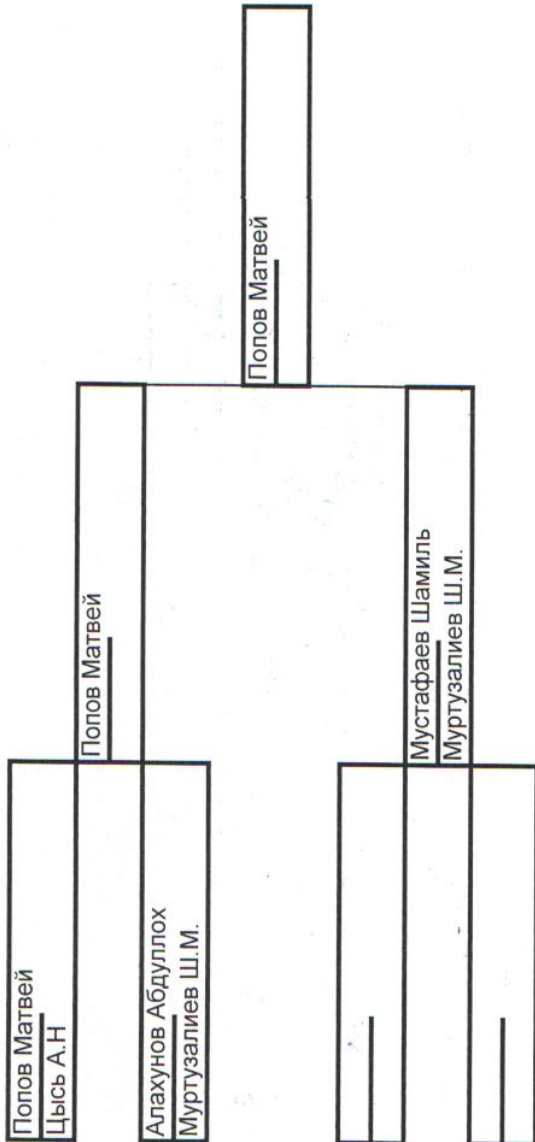 Попов Матвей
Цысь А.Н
Алахунов Абдуллох
Муртузалиев Ш.М.
Попов Матвей
Мустафаев Шамиль
Муртузалиев Ш.М.
Попов Матвей